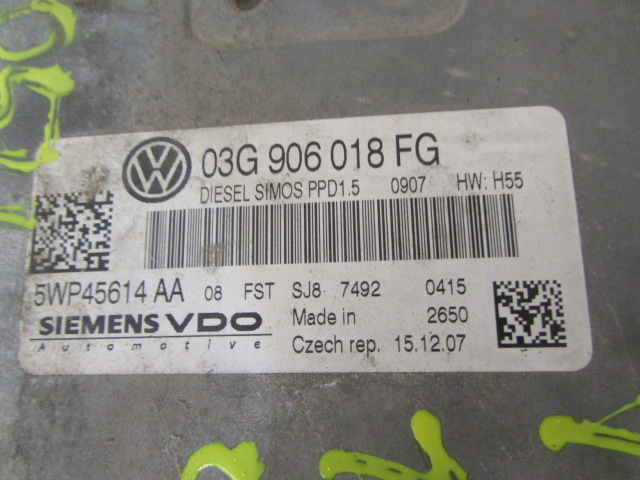 VW 03G 906 018 FG
DIESEL SIMOS PPD1.5 0907 HW: H55
5WP45614 AA 08 FST SJ8 7492 0415
SIEMENS VDO Made in 2650
Automotive Czech rep. 15.12.07